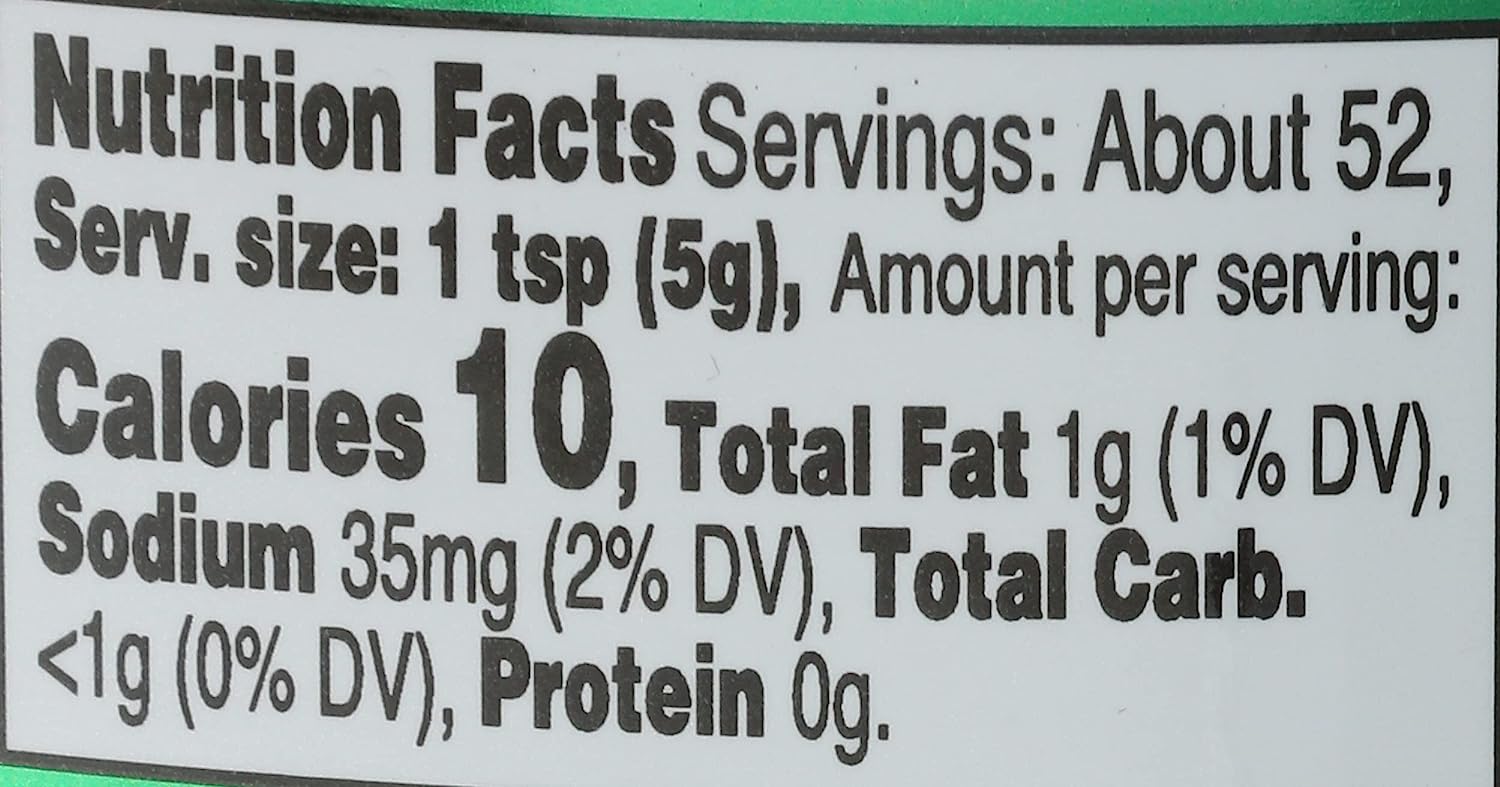 Nutrition Facts Servings: About 52,
Serv. size: 1 tsp (5g), Amount per serving:
Calories 10, Total Fat 1g (1% DV),
Sodium 35mg (2% DV), Total Carb.
<1g (0% DV), Protein 0g.